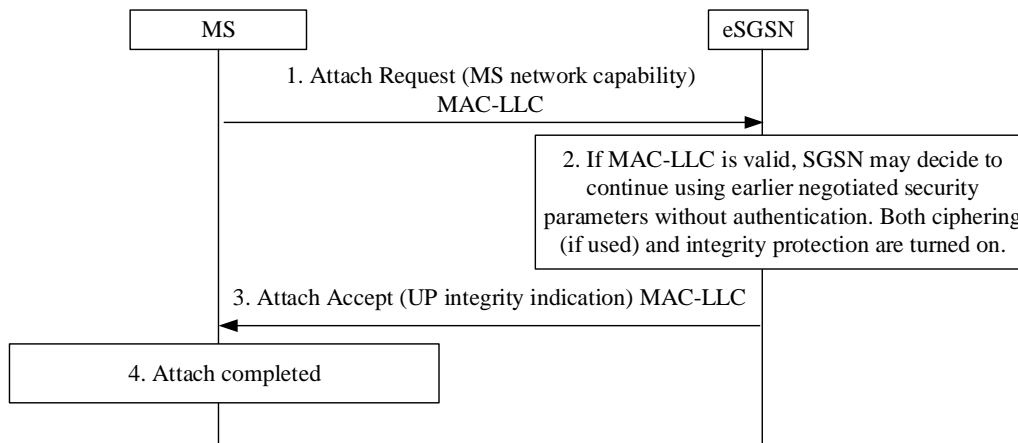 MS
eSGSN
1. Attach Request (MS network capability)
MAC-LLC
2. If MAC-LLC is valid, SGSN may decide to
continue using earlier negotiated security
parameters without authentication. Both ciphering
(if used) and integrity protection are turned on.
3. Attach Accept (UP integrity indication) MAC-LLC
4. Attach completed